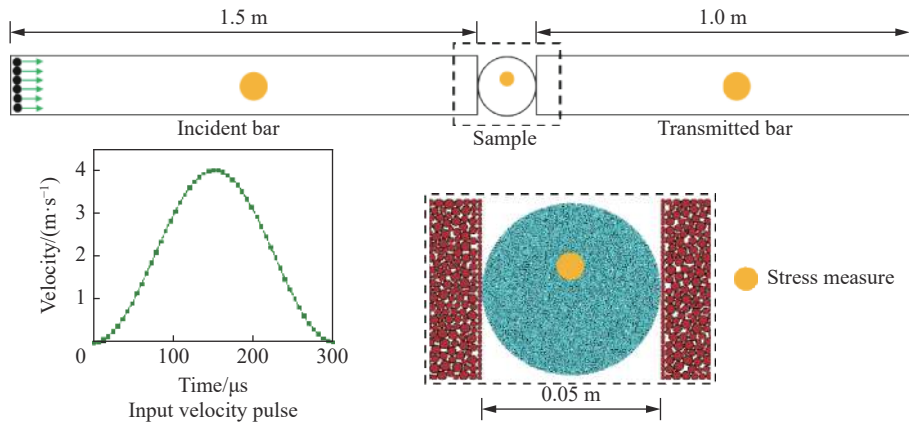 1.5 m
1.0 m
Incident bar
Sample
Transmitted bar
4
3
2
1
0
100
200
300
Velocity/(m·s⁻¹)
Time/μs
Input velocity pulse
Stress measure
0.05 m